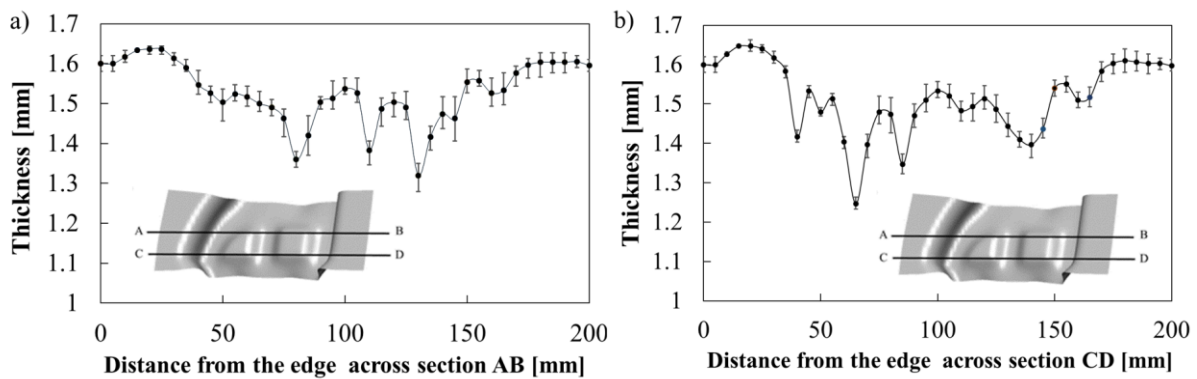 a)
Thickness [mm]
1.7
1.6
1.5
1.4
1.3
1.2
1.1
1
A
B
C
D
0
50
100
150
200
Distance from the edge across section AB [mm]
b)
Thickness [mm]
1.7
1.6
1.5
1.4
1.3
1.2
1.1
1
A
B
C
D
0
50
100
150
200
Distance from the edge across section CD [mm]